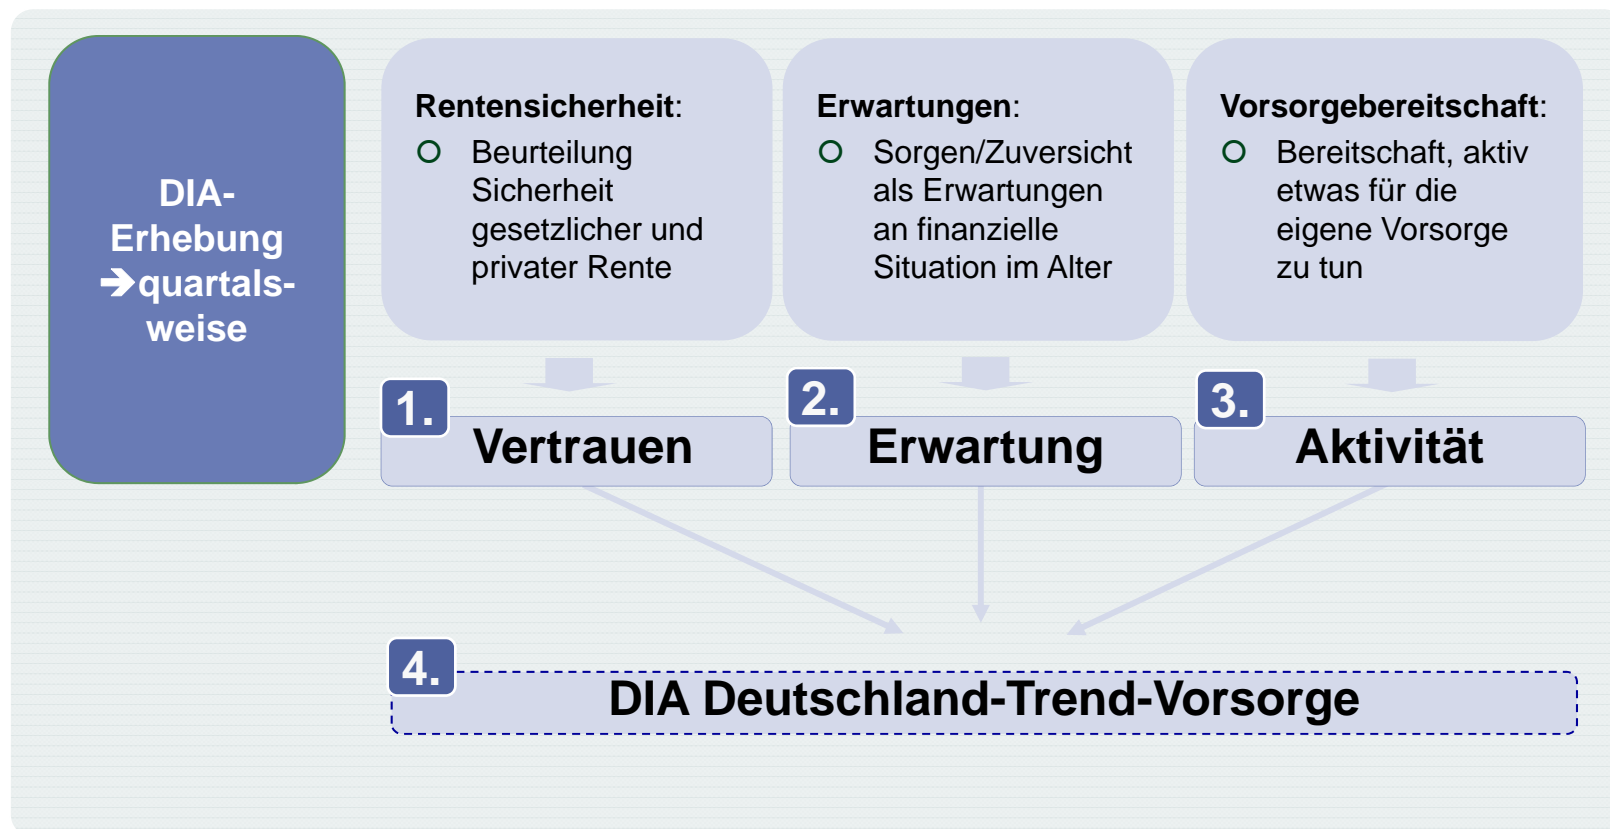 DIA-
Erhebung
➔quartals-
weise
Rentensicherheit:
Beurteilung
Sicherheit
gesetzlicher und
privater Rente
Erwartungen:
Sorgen/Zuversicht
als Erwartungen
an finanzielle
Situation im Alter
Vorsorgebereitschaft:
Bereitschaft, aktiv
etwas für die
eigene Vorsorge
zu tun
1.
Vertrauen
2.
Erwartung
3.
Aktivität
4.
DIA Deutschland-Trend-Vorsorge